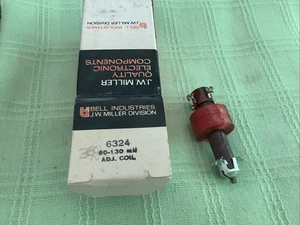 J.W. MILLER
QUALITY
ELECTRONIC
COMPONENTS
BELL INDUSTRIES
J.W. MILLER DIVISION
BELL INDUSTRIES
J.W. MILLER DIVISION
6324
60-130 mH
ADJ. COIL